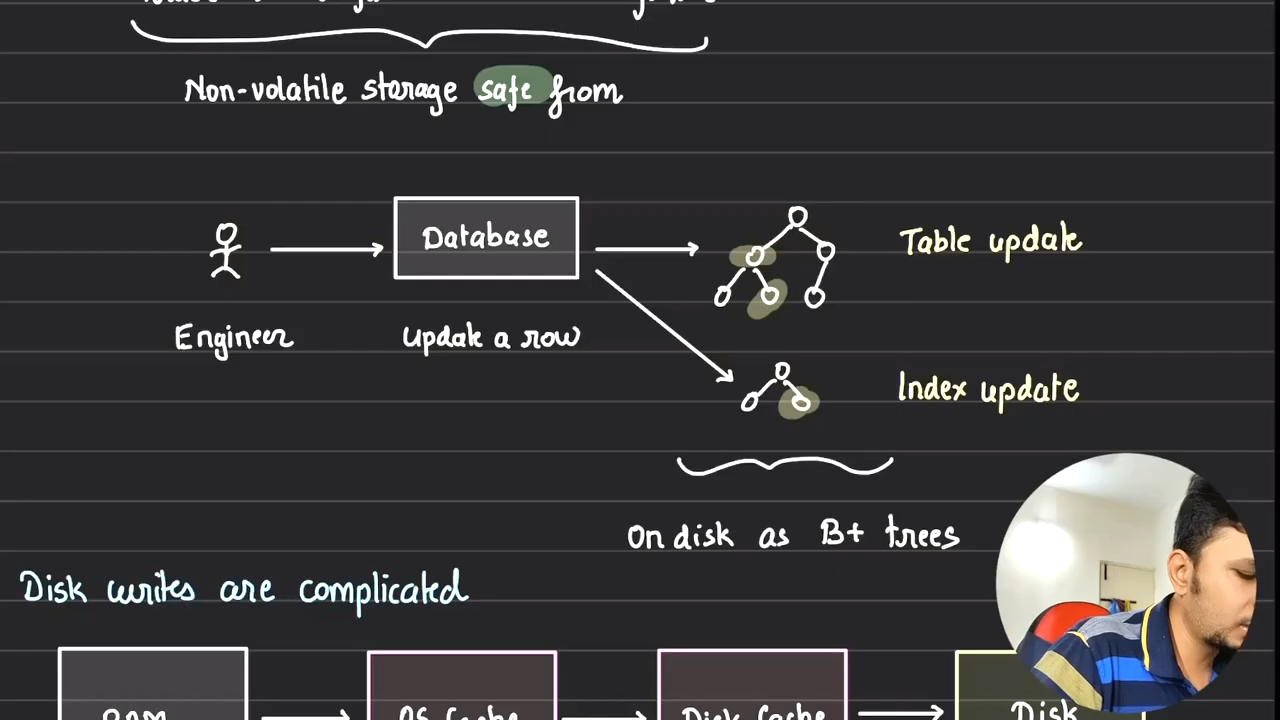 Non-volatile storage safe from
Database
Table update
Engineer
Update a row
Index update
On disk as B+ trees
Disk writes are complicated
RAM
OS Cache
Disk Cache
Disk